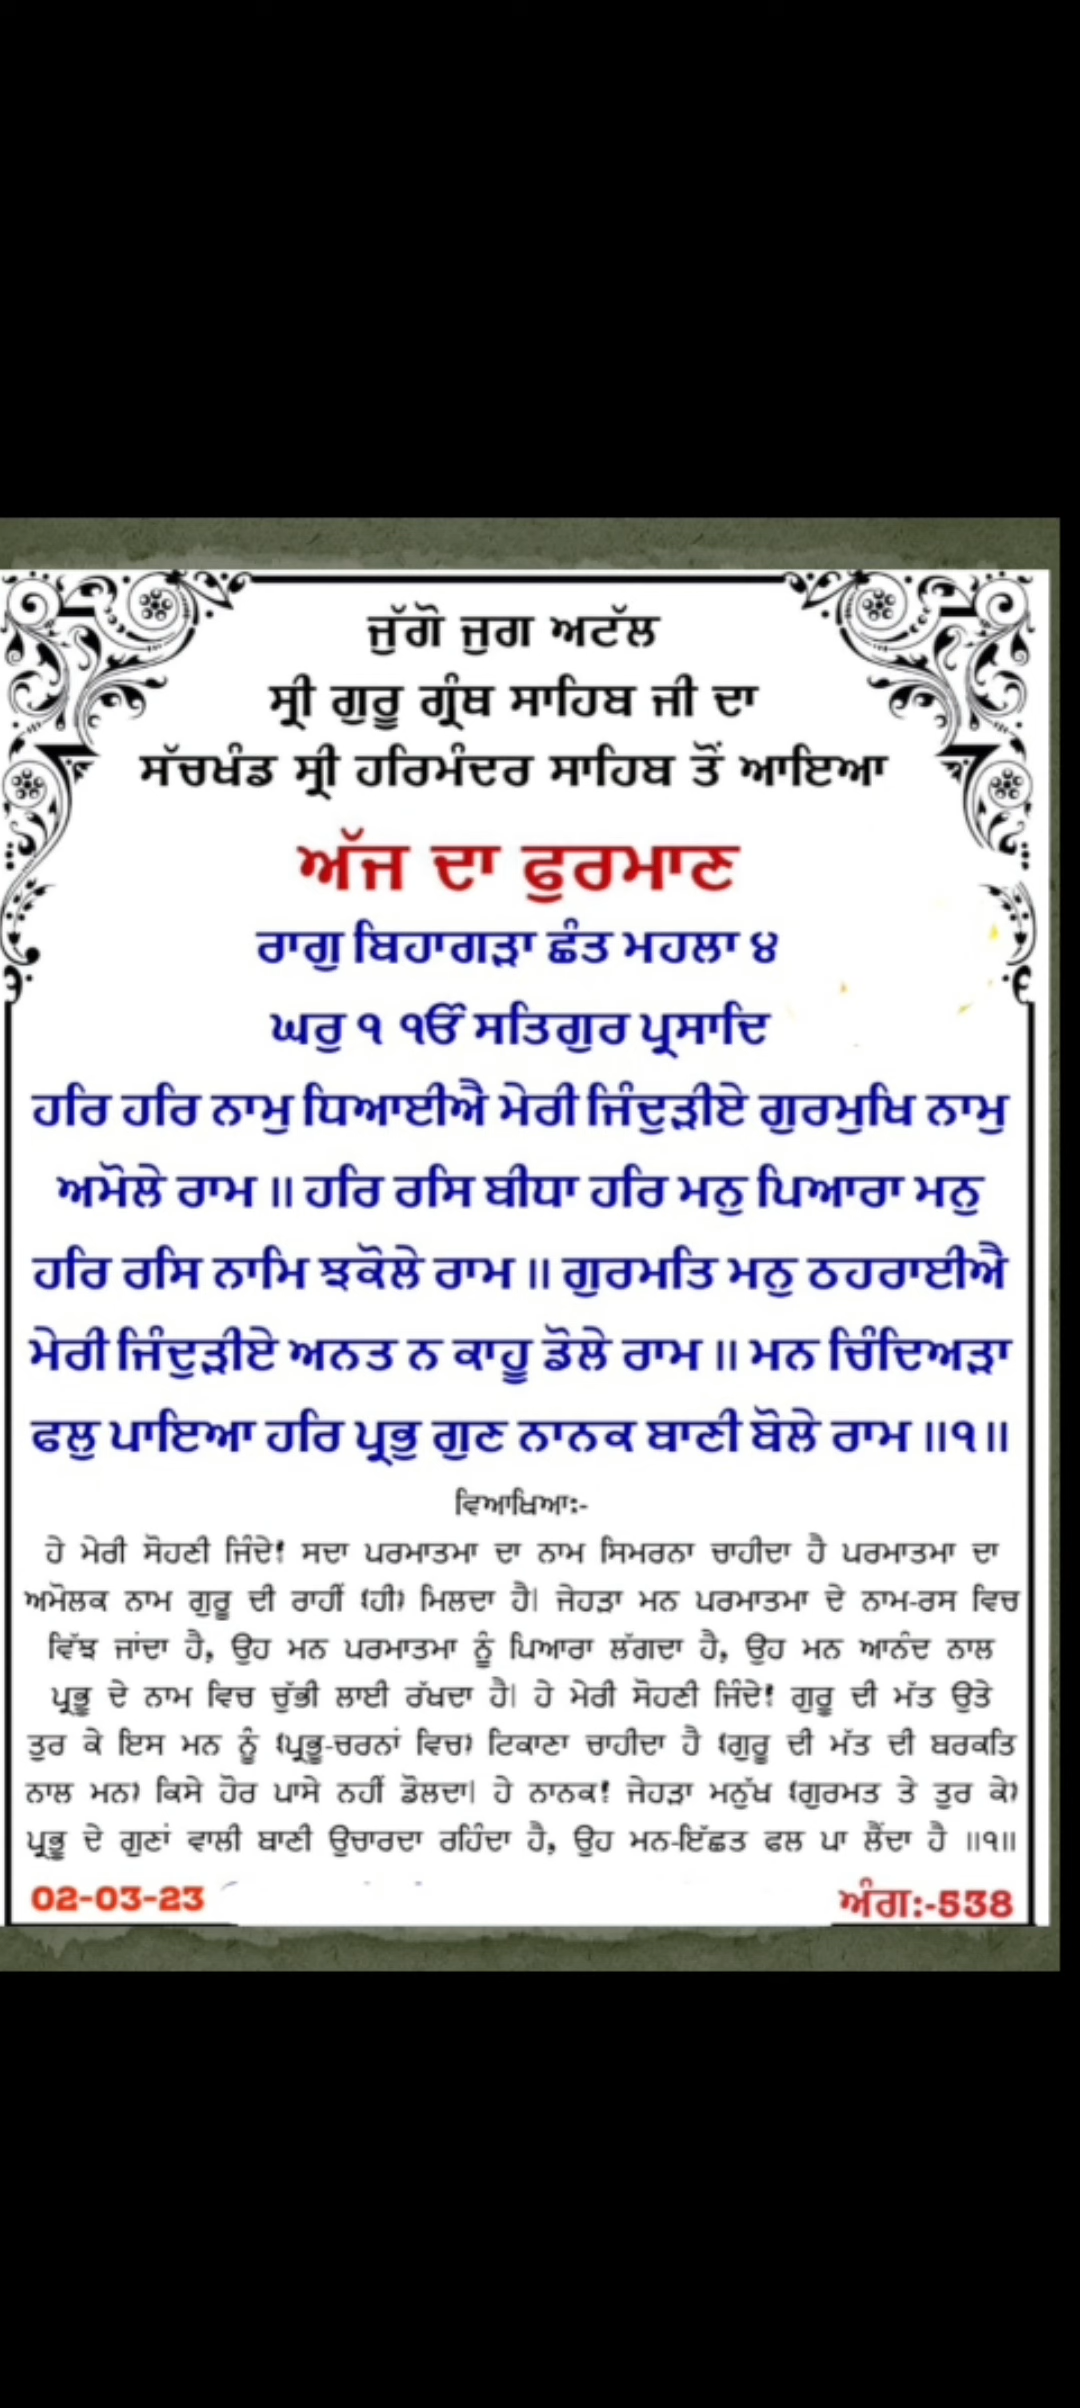 ਜੁੱਗੋ ਜੁਗ ਅਟੱਲ
ਸ੍ਰੀ ਗੁਰੂ ਗ੍ਰੰਥ ਸਾਹਿਬ ਜੀ ਦਾ
ਸੱਚਖੰਡ ਸ੍ਰੀ ਹਰਿਮੰਦਰ ਸਾਹਿਬ ਤੋਂ ਆਇਆ
ਅੱਜ ਦਾ ਫੁਰਮਾਣ
ਰਾਗੁ ਬਿਹਾਗੜਾ ਛੰਤ ਮਹਲਾ ੪
ਘਰੁ ੧ ੴ ਸਤਿਗੁਰ ਪ੍ਰਸਾਦਿ
ਹਰਿ ਹਰਿ ਨਾਮੁ ਧਿਆਈਐ ਮੇਰੀ ਜਿੰਦੁੜੀਏ ਗੁਰਮੁਖਿ ਨਾਮੁ
ਅਮੋਲੇ ਰਾਮ ॥ ਹਰਿ ਰਸਿ ਬੀਧਾ ਹਰਿ ਮਨੁ ਪਿਆਰਾ ਮਨੁ
ਹਰਿ ਰਸਿ ਨਾਮਿ ਝਕੋਲੇ ਰਾਮ ॥ ਗੁਰਮਤਿ ਮਨੁ ਠਹਰਾਈਐ
ਮੇਰੀ ਜਿੰਦੁੜੀਏ ਅਨਤ ਨ ਕਾਹੂ ਡੋਲੇ ਰਾਮ ॥ ਮਨ ਚਿੰਦਿਅੜਾ
ਫਲੁ ਪਾਇਆ ਹਰਿ ਪ੍ਰਭੁ ਗੁਣ ਨਾਨਕ ਬਾਣੀ ਬੋਲੇ ਰਾਮ ॥੧॥
ਵਿਆਖਿਆ:-
ਹੇ ਮੇਰੀ ਸੋਹਣੀ ਜਿੰਦੇ! ਸਦਾ ਪਰਮਾਤਮਾ ਦਾ ਨਾਮ ਸਿਮਰਨਾ ਚਾਹੀਦਾ ਹੈ ਪਰਮਾਤਮਾ ਦਾ
ਅਮੋਲਕ ਨਾਮ ਗੁਰੂ ਦੀ ਰਾਹੀਂ (ਹੀ) ਮਿਲਦਾ ਹੈ। ਜੇਹੜਾ ਮਨ ਪਰਮਾਤਮਾ ਦੇ ਨਾਮ-ਰਸ ਵਿਚ
ਵਿੱਝ ਜਾਂਦਾ ਹੈ, ਉਹ ਮਨ ਪਰਮਾਤਮਾ ਨੂੰ ਪਿਆਰਾ ਲੱਗਦਾ ਹੈ, ਉਹ ਮਨ ਆਨੰਦ ਨਾਲ
ਪ੍ਰਭੂ ਦੇ ਨਾਮ ਵਿਚ ਚੁੱਭੀ ਲਾਈ ਰੱਖਦਾ ਹੈ। ਹੇ ਮੇਰੀ ਸੋਹਣੀ ਜਿੰਦੇ! ਗੁਰੂ ਦੀ ਮੱਤ ਉਤੇ
ਤੁਰ ਕੇ ਇਸ ਮਨ ਨੂੰ (ਪ੍ਰਭੂ-ਚਰਨਾਂ ਵਿਚ) ਟਿਕਾਣਾ ਚਾਹੀਦਾ ਹੈ (ਗੁਰੂ ਦੀ ਮੱਤ ਦੀ ਬਰਕਤਿ
ਨਾਲ ਮਨ) ਕਿਸੇ ਹੋਰ ਪਾਸੇ ਨਹੀਂ ਡੋਲਦਾ। ਹੇ ਨਾਨਕ! ਜੇਹੜਾ ਮਨੁੱਖ (ਗੁਰਮਤ ਤੇ ਤੁਰ ਕੇ)
ਪ੍ਰਭੂ ਦੇ ਗੁਣਾਂ ਵਾਲੀ ਬਾਣੀ ਉਚਾਰਦਾ ਰਹਿੰਦਾ ਹੈ, ਉਹ ਮਨ-ਇੱਛਤ ਫਲ ਪਾ ਲੈਂਦਾ ਹੈ ॥੧॥
02-03-23
ਅੰਗ:-538